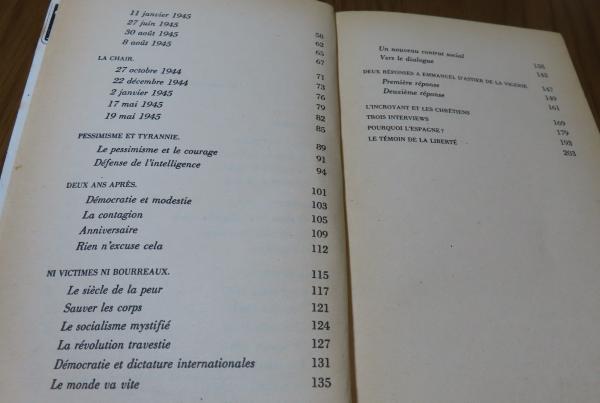 11 janvier 1945 58
27 juin 1945 62
30 août 1945 65
8 août 1945 67
LA CHAIR. 71
27 octobre 1944 73
22 décembre 1944 76
2 janvier 1945 79
17 mai 1945 82
19 mai 1945 85
PESSIMISME ET TYRANNIE. 89
Le pessimisme et le courage 91
Défense de l'intelligence 94
DEUX ANS APRÈS. 101
Démocratie et modestie 103
La contagion 105
Anniversaire 109
Rien n'excuse cela 112
NI VICTIMES NI BOURREAUX. 115
Le siècle de la peur 117
Sauver les corps 121
Le socialisme mystifié 124
La révolution travestie 127
Démocratie et dictature internationales 131
Le monde va vite 135
Un nouveau contrat social 138
Vers le dialogue 143
DEUX RÉPONSES A EMMANUEL D'ASTIER DE LA VIGERIE. 147
Première réponse 149
Deuxième réponse 161
L'INCROYANT ET LES CHRÉTIENS 169
TROIS INTERVIEWS 179
POURQUOI L'ESPAGNE? 193
LE TÉMOIN DE LA LIBERTÉ 203